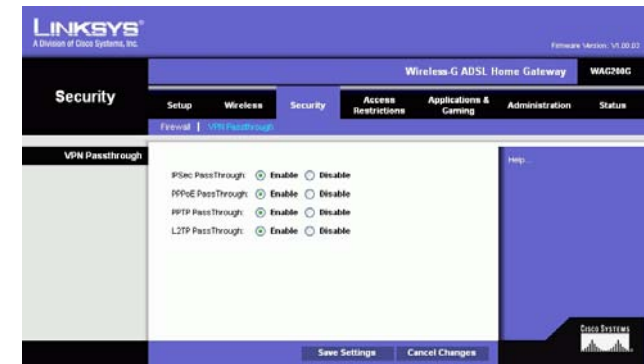 LINKSYS®
A Division of Cisco Systems, Inc.
Firmware Version: V1.00.03
Wireless-G ADSL Home Gateway WAG200G
Security
Setup Wireless Security Access Restrictions Applications & Gaming Administration Status
Firewall | VPN Passthrough
VPN Passthrough
IPSec PassThrough: Enable Disable
PPPoE PassThrough: Enable Disable
PPTP PassThrough: Enable Disable
L2TP PassThrough: Enable Disable
Help...
Save Settings Cancel Changes
CISCO SYSTEMS